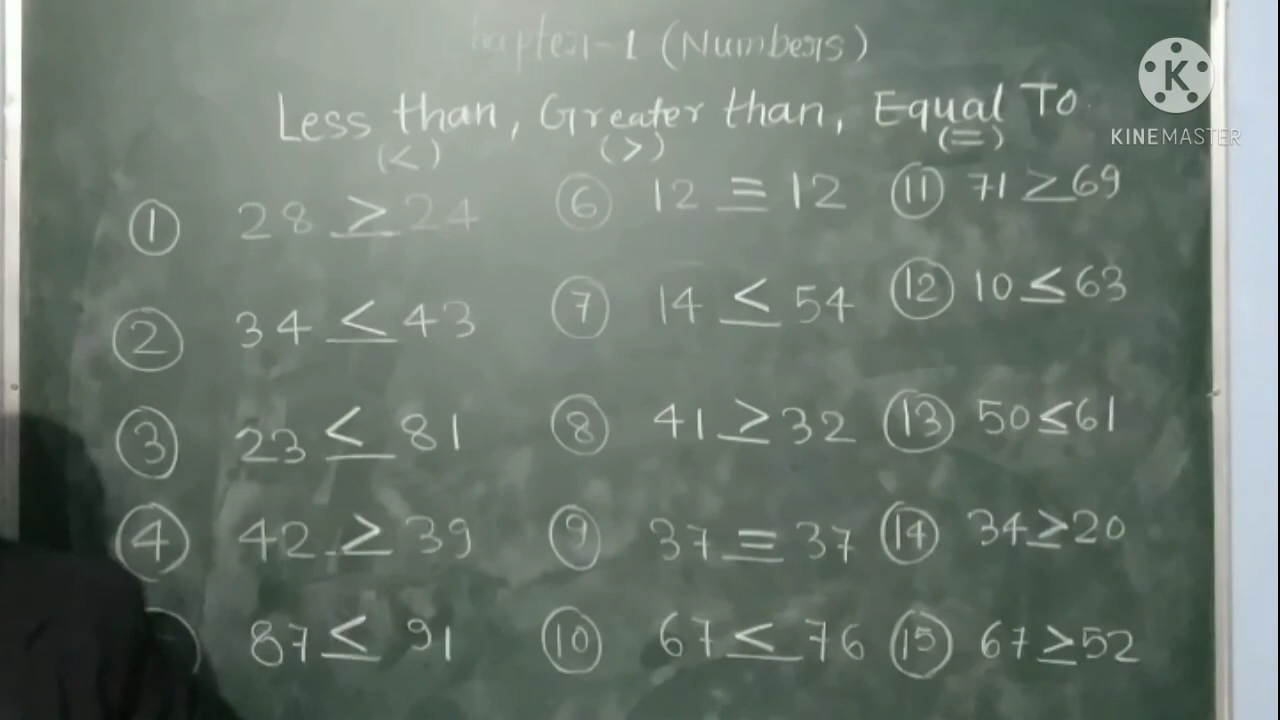 Chapter-1 (Numbers)
Less than, Greater than, Equal To
(<) (>) (=)
1 28 > 24
6 12 = 12
11 71 > 69
2 34 < 43
7 14 < 54
12 10 < 63
3 23 < 81
8 41 > 32
13 50 < 61
4 42 > 39
9 37 = 37
14 34 > 20
87 < 91
10 67 < 76
15 67 > 52
K
KINEMASTER